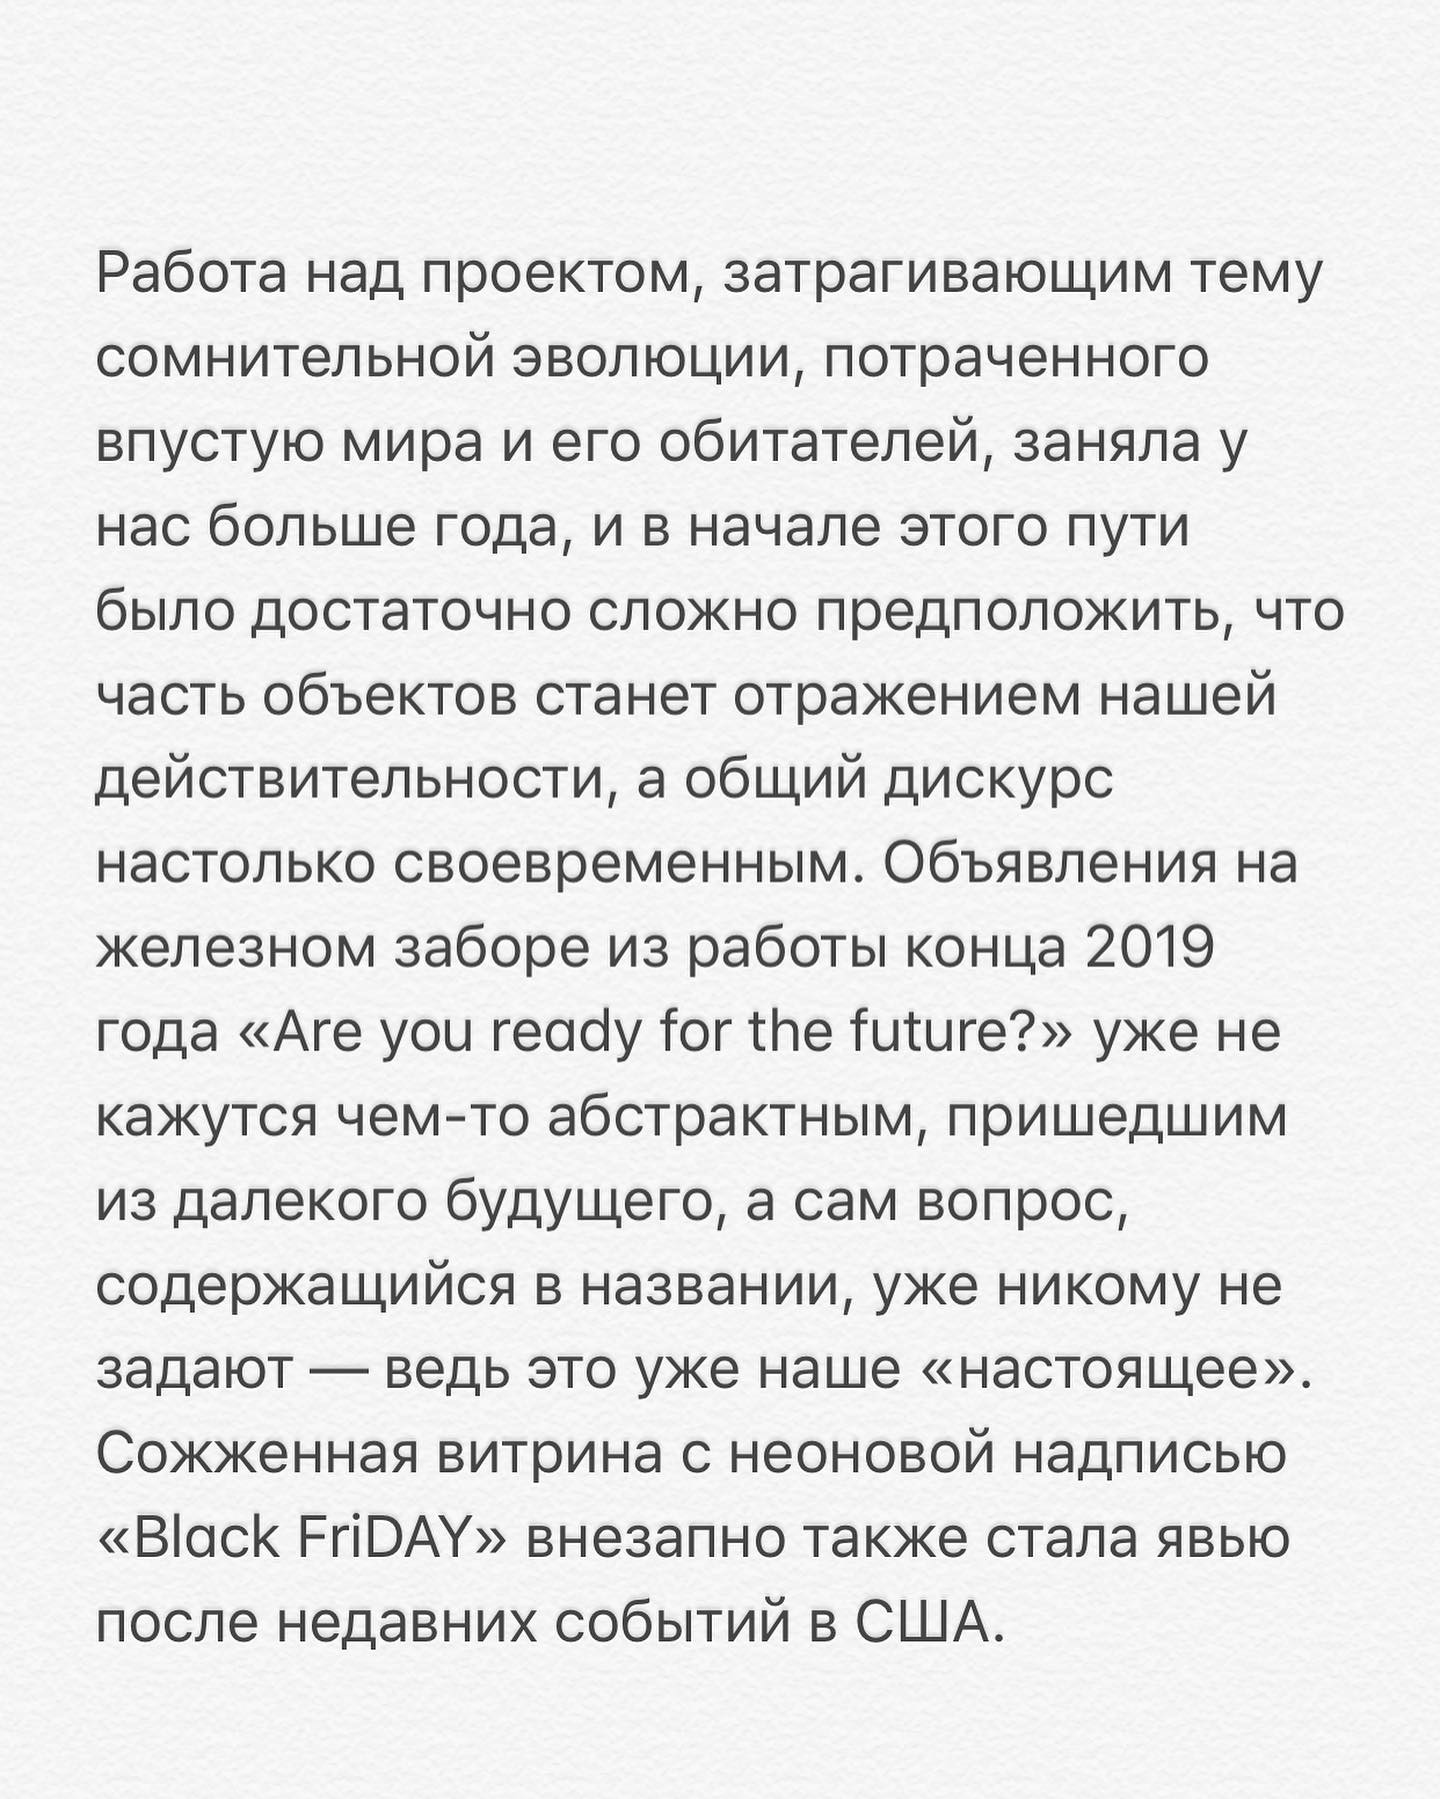 Работа над проектом, затрагивающим тему
сомнительной эволюции, потраченного
впустую мира и его обитателей, заняла у
нас больше года, и в начале этого пути
было достаточно сложно предположить, что
часть объектов станет отражением нашей
действительности, а общий дискурс
настолько своевременным. Объявления на
железном заборе из работы конца 2019
года «Are you ready for the future?» уже не
кажутся чем-то абстрактным, пришедшим
из далекого будущего, а сам вопрос,
содержащийся в названии, уже никому не
задают — ведь это уже наше «настоящее».
Сожженная витрина с неоновой надписью
«Black FriDAY» внезапно также стала явью
после недавних событий в США.